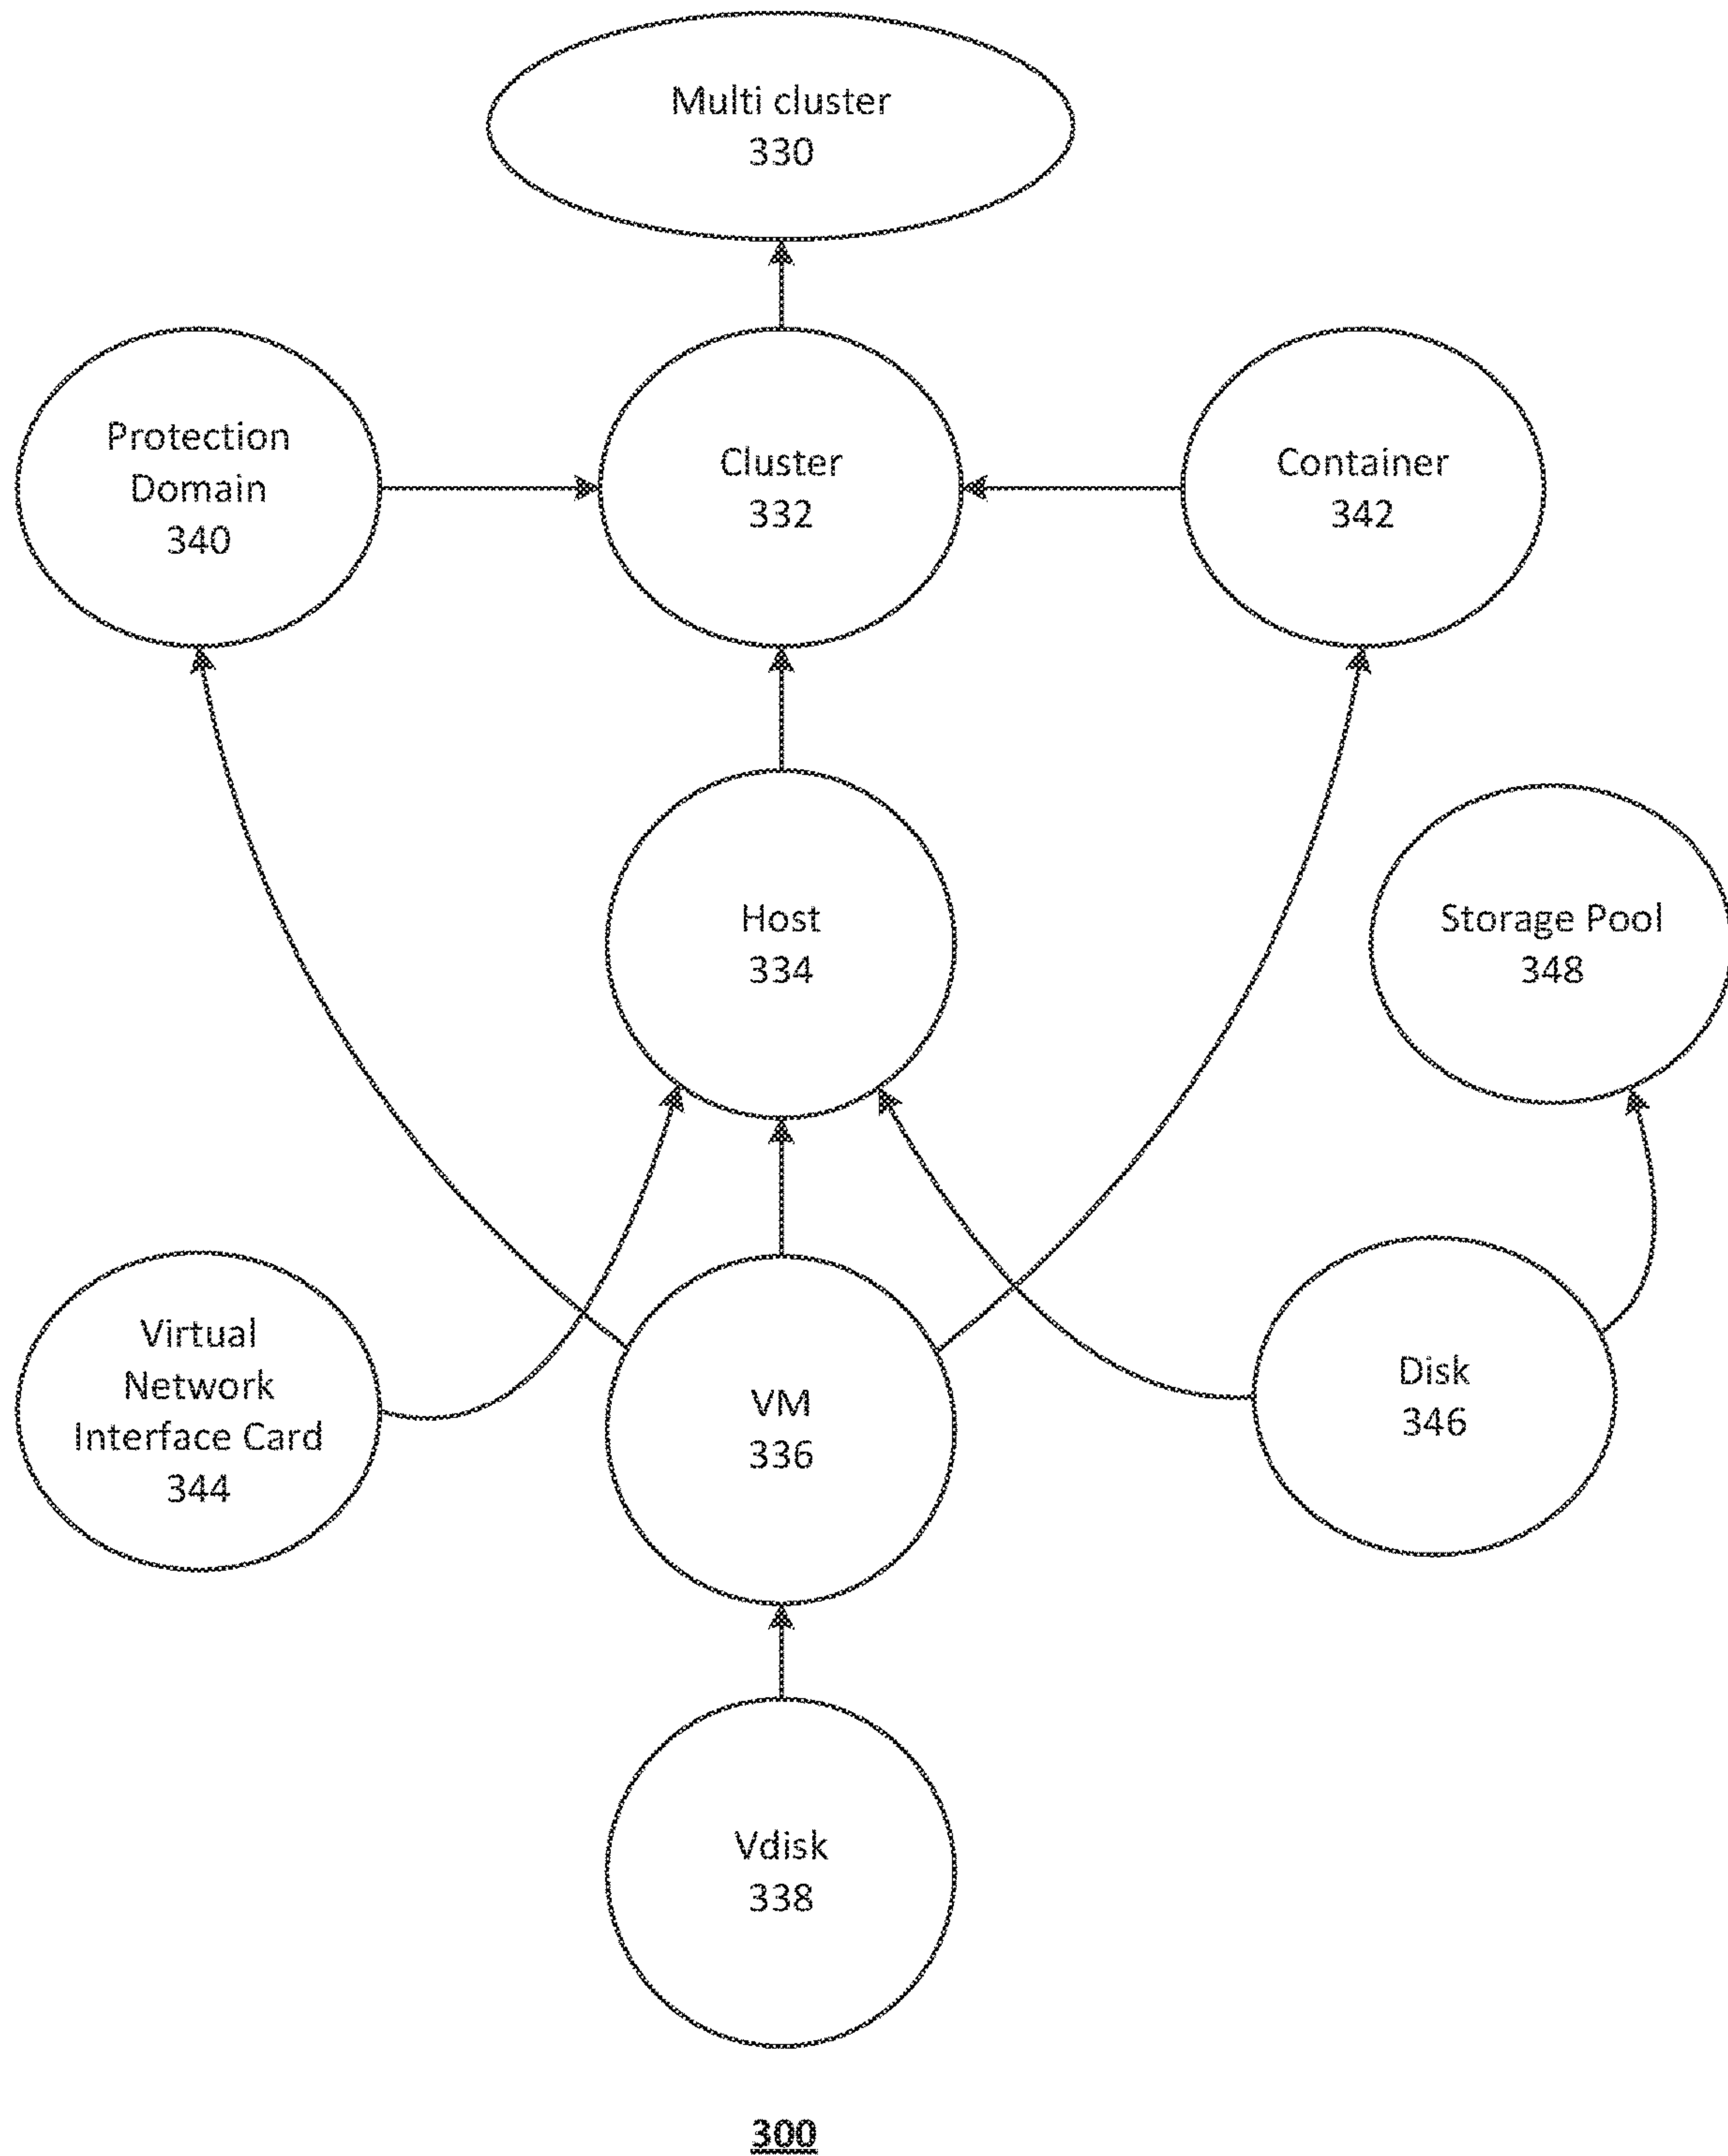 Multi cluster
330
Protection
Domain
340
Cluster
332
Container
342
Host
334
Storage Pool
348
Virtual
Network
Interface Card
344
VM
336
Disk
346
Vdisk
338
300